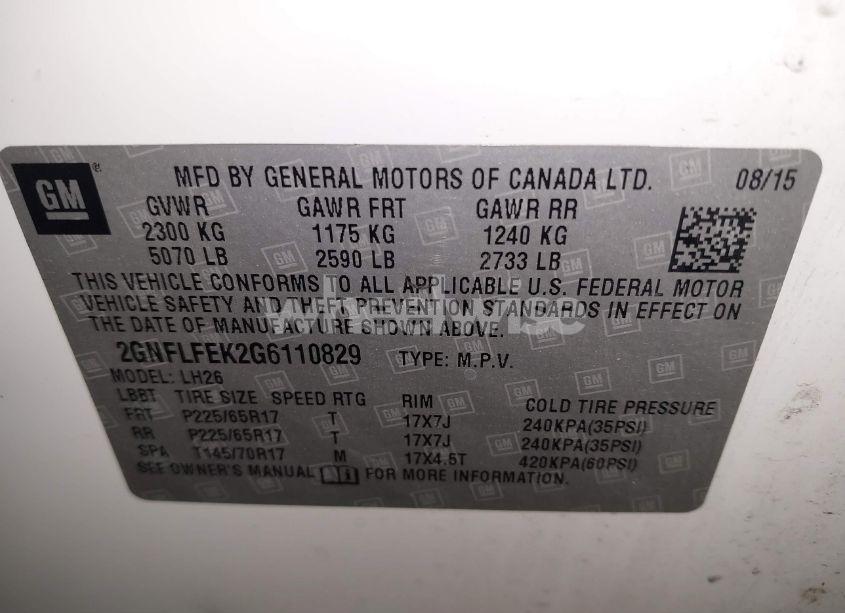 GM
MFD BY GENERAL MOTORS OF CANADA LTD. 08/15
GVWR GAWR FRT GAWR RR
2300 KG 1175 KG 1240 KG
5070 LB 2590 LB 2733 LB
THIS VEHICLE CONFORMS TO ALL APPLICABLE U.S. FEDERAL MOTOR
VEHICLE SAFETY AND THEFT PREVENTION STANDARDS IN EFFECT ON
THE DATE OF MANUFACTURE SHOWN ABOVE.
2GNFLFEK2G6110829 TYPE: M.P.V.
MODEL: LH26
LBBT TIRE SIZE SPEED RTG RIM COLD TIRE PRESSURE
FRT P225/65R17 T 17X7J 240KPA(35PSI)
RR P225/65R17 T 17X7J 240KPA(35PSI)
SPA T145/70R17 M 17X4.5T 420KPA(60PSI)
SEE OWNER'S MANUAL FOR MORE INFORMATION.